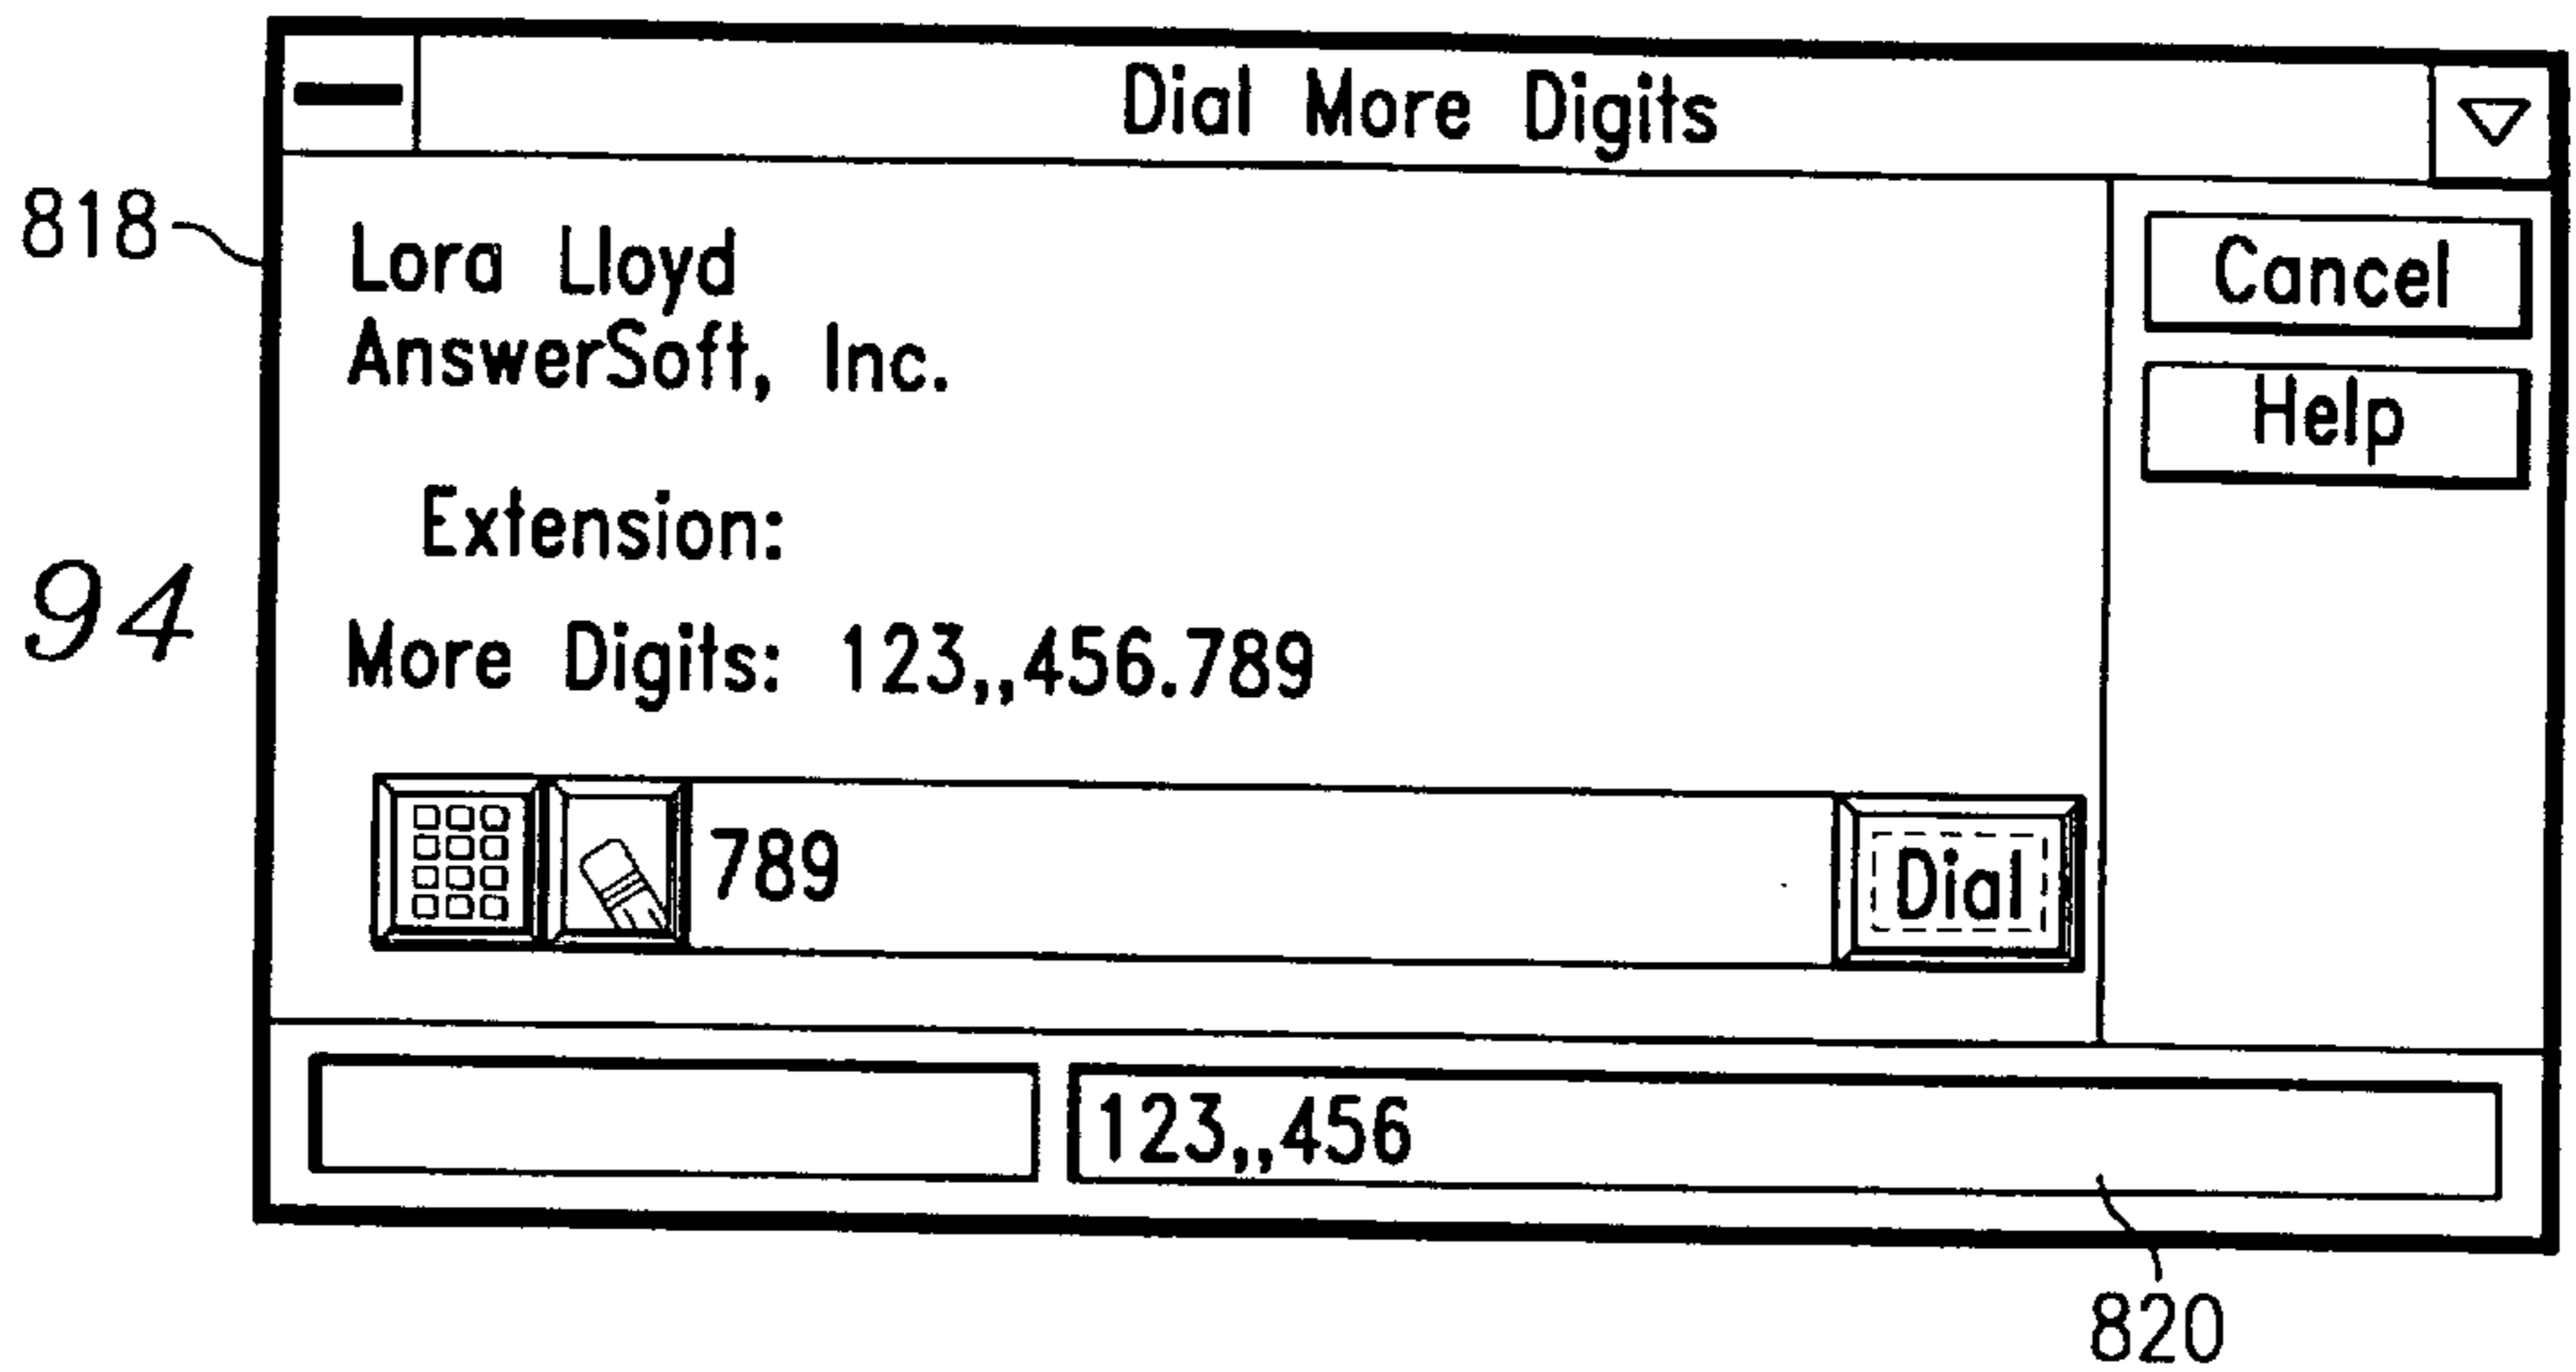 Dial More Digits
818
Lora Lloyd
AnswerSoft, Inc.
Cancel
Help
Extension:
94
More Digits: 123,,456.789
789
Dial
123,,456
820